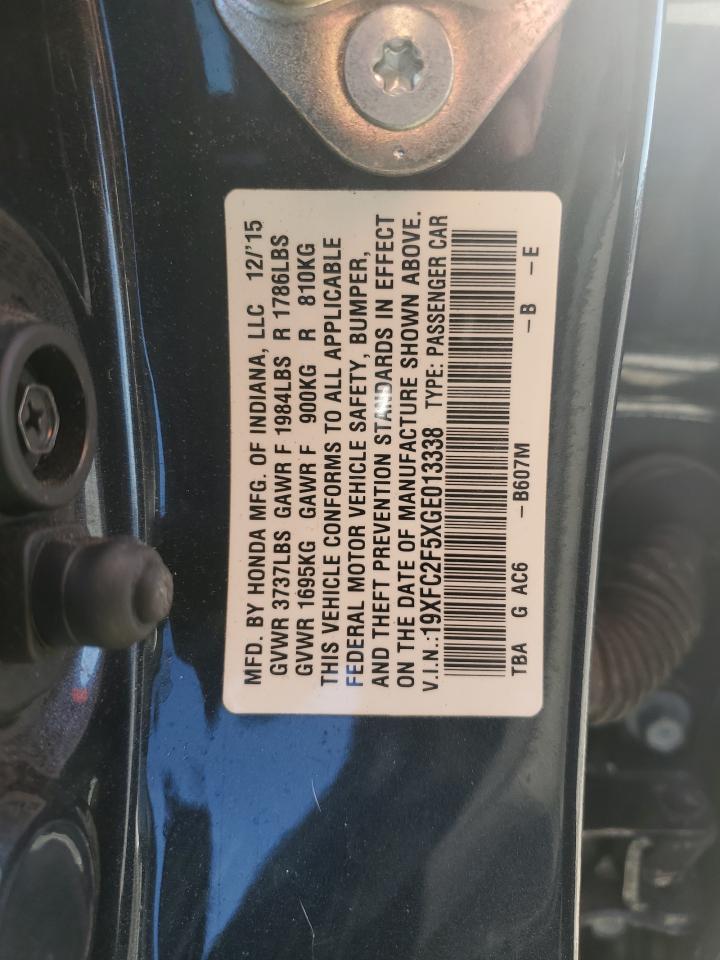 MFD. BY HONDA MFG. OF INDIANA, LLC 12/'15
GVWR 3737LBS GAWR F 1984LBS R 1786LBS
GVWR 1695KG GAWR F 900KG R 810KG
THIS VEHICLE CONFORMS TO ALL APPLICABLE
FEDERAL MOTOR VEHICLE SAFETY, BUMPER,
AND THEFT PREVENTION STANDARDS IN EFFECT
ON THE DATE OF MANUFACTURE SHOWN ABOVE.
V.I.N.:19XFC2F5XGE013338 TYPE: PASSENGER CAR
TBA G AC6 –B607M –B –E